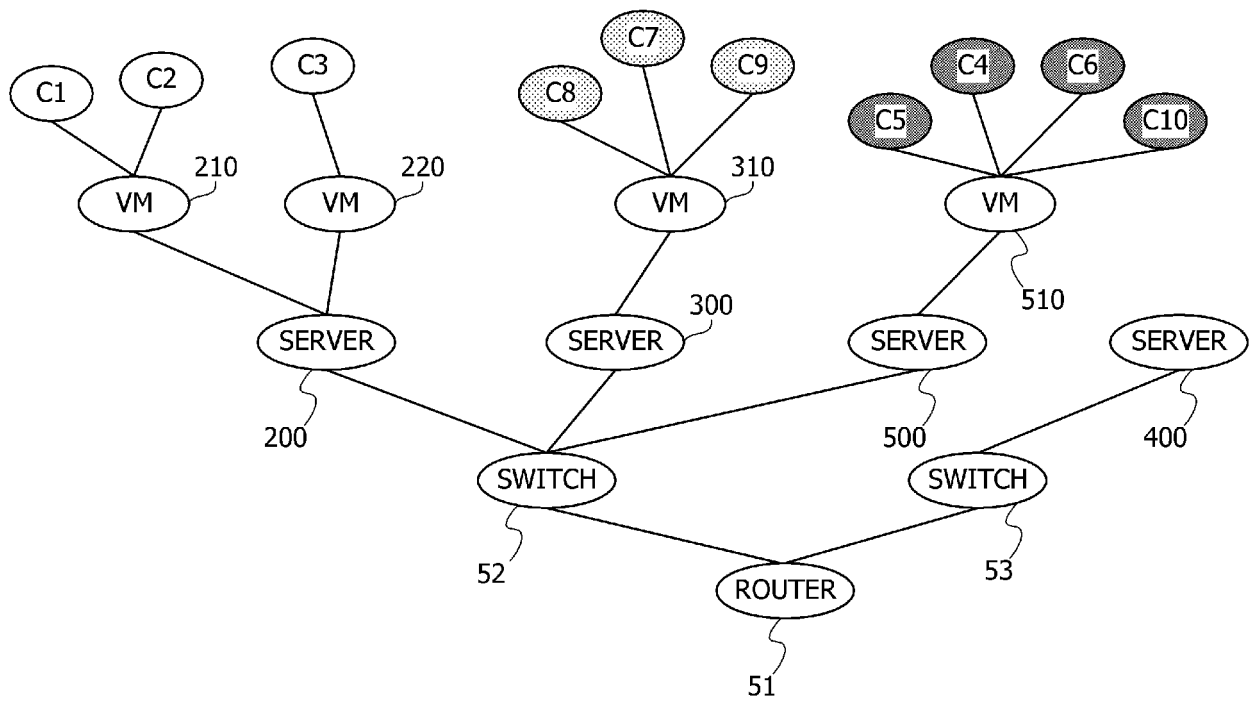 C7
C3 C4 C6
C2 C9
C1 C8
C5 C10
210 220 310
VM VM VM VM
510
300
SERVER SERVER SERVER SERVER
200 500 400
SWITCH SWITCH
52 53
ROUTER
51